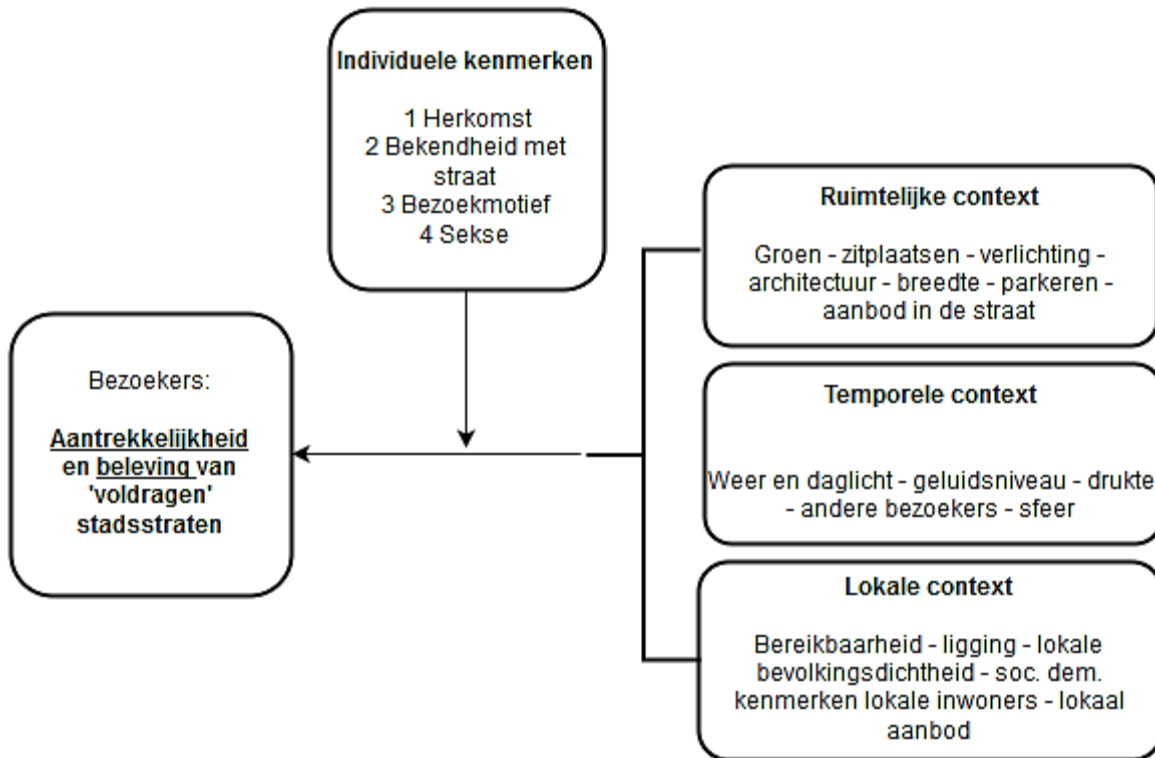 Individuele kenmerken
1 Herkomst
2 Bekendheid met
straat
3 Bezoekmotief
4 Sekse
Bezoekers:
Aantrekkelijkheid
en beleving van
'voldragen'
stadsstraten
Ruimtelijke context
Groen - zitplaatsen - verlichting -
architectuur - breedte - parkeren -
aanbod in de straat
Temporele context
Weer en daglicht - geluidsniveau - drukte
- andere bezoekers - sfeer
Lokale context
Bereikbaarheid - ligging - lokale
bevolkingsdichtheid - soc. dem.
kenmerken lokale inwoners - lokaal
aanbod